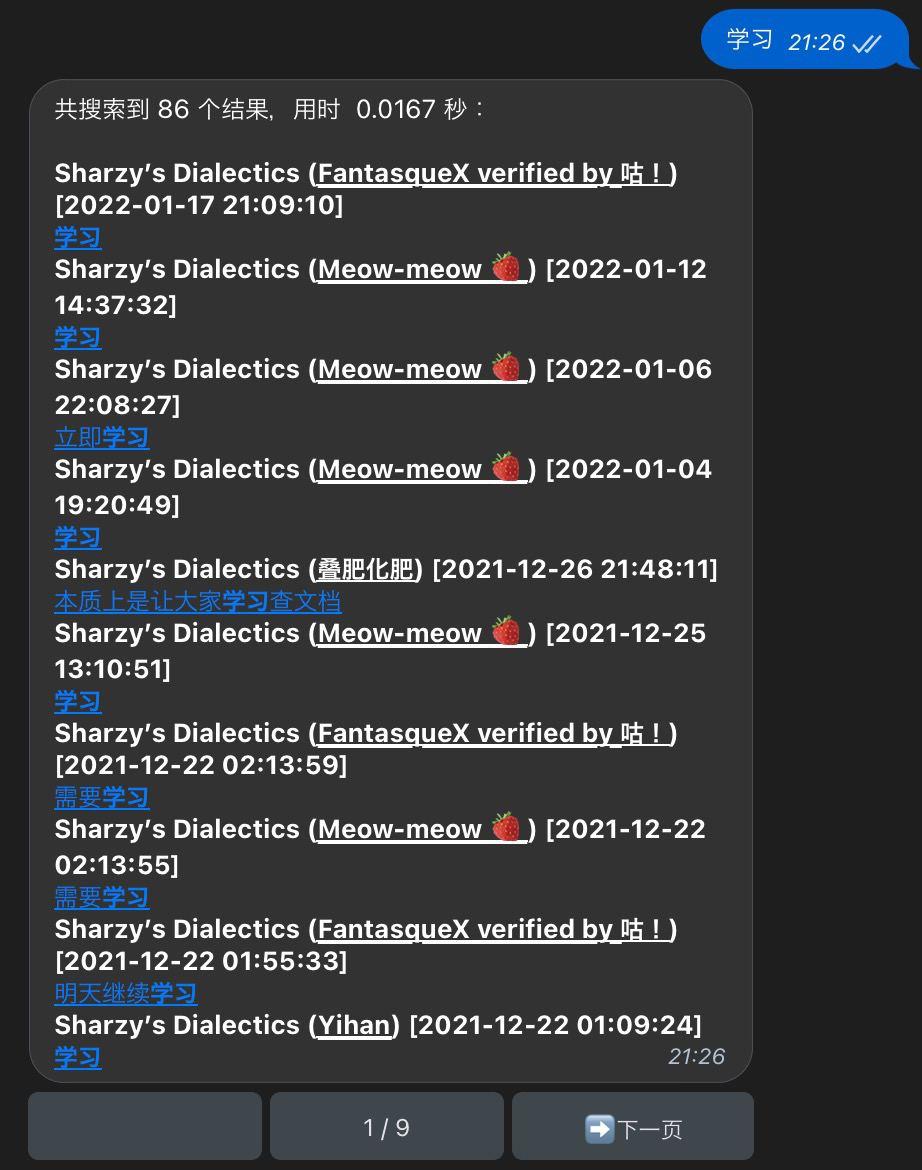 学习 21:26
共搜索到 86 个结果，用时 0.0167 秒：
Sharzy’s Dialectics (FantasqueX verified by 咕！)
[2022-01-17 21:09:10]
学习
Sharzy’s Dialectics (Meow-meow 🍓 ) [2022-01-12
14:37:32]
学习
Sharzy’s Dialectics (Meow-meow 🍓 ) [2022-01-06
22:08:27]
立即学习
Sharzy’s Dialectics (Meow-meow 🍓 ) [2022-01-04
19:20:49]
学习
Sharzy’s Dialectics (叠肥化肥) [2021-12-26 21:48:11]
本质上是让大家学习查文档
Sharzy’s Dialectics (Meow-meow 🍓 ) [2021-12-25
13:10:51]
学习
Sharzy’s Dialectics (FantasqueX verified by 咕！)
[2021-12-22 02:13:59]
需要学习
Sharzy’s Dialectics (Meow-meow 🍓 ) [2021-12-22
02:13:55]
需要学习
Sharzy’s Dialectics (FantasqueX verified by 咕！)
[2021-12-22 01:55:33]
明天继续学习
Sharzy’s Dialectics (Yihan) [2021-12-22 01:09:24]
学习 21:26
1 / 9 ➡️下一页